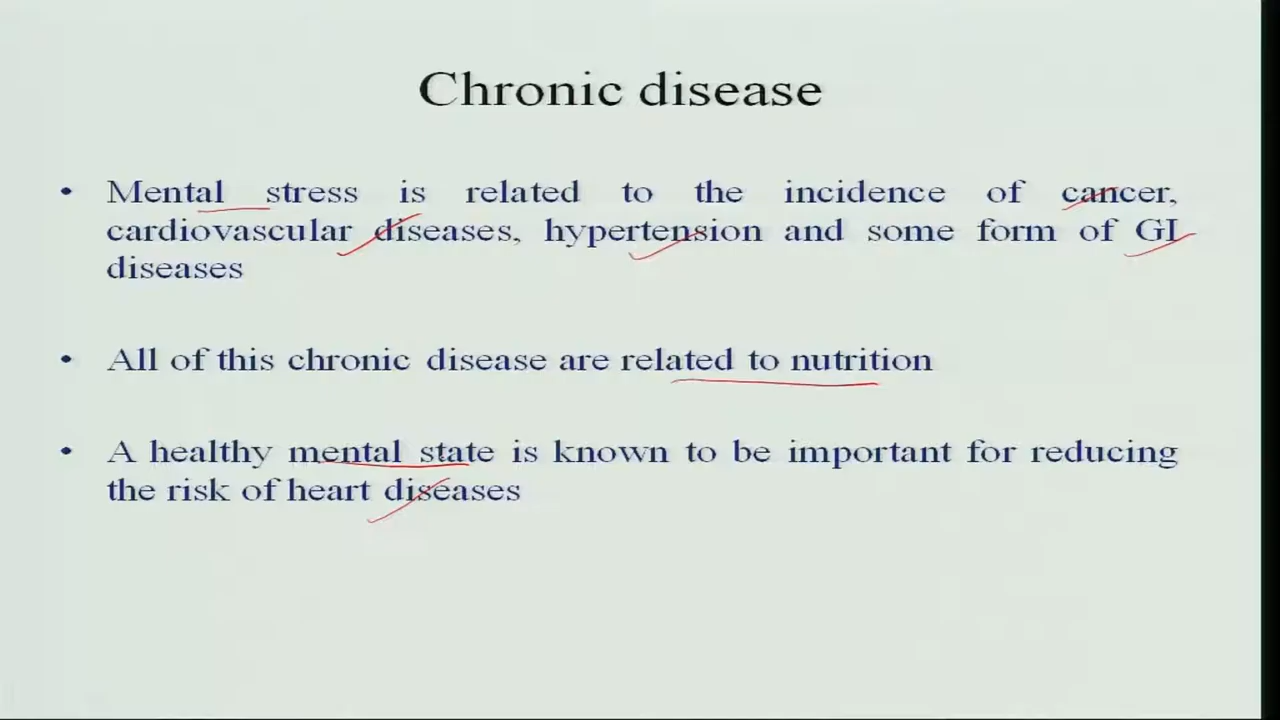 Chronic disease
• Mental stress is related to the incidence of cancer,
cardiovascular diseases, hypertension and some form of GI
diseases
• All of this chronic disease are related to nutrition
• A healthy mental state is known to be important for reducing
the risk of heart diseases